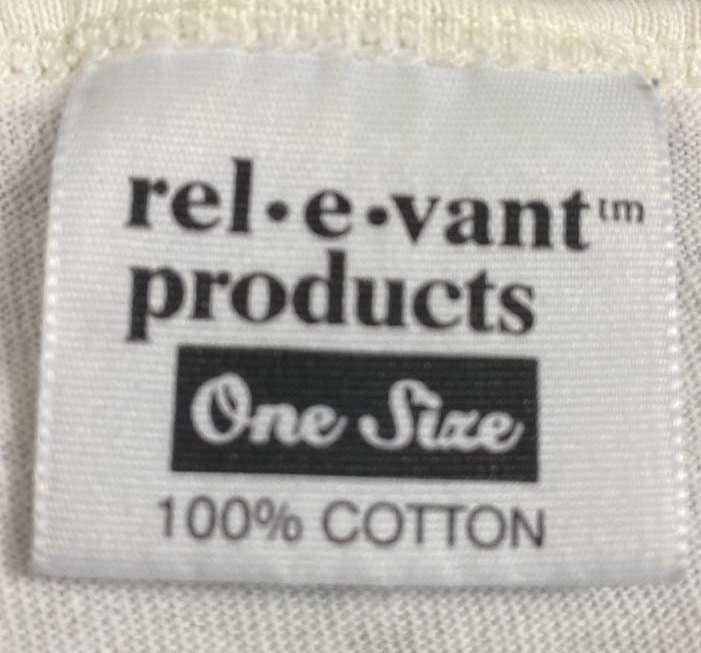 rel•e•vant™
products
One Size
100% COTTON